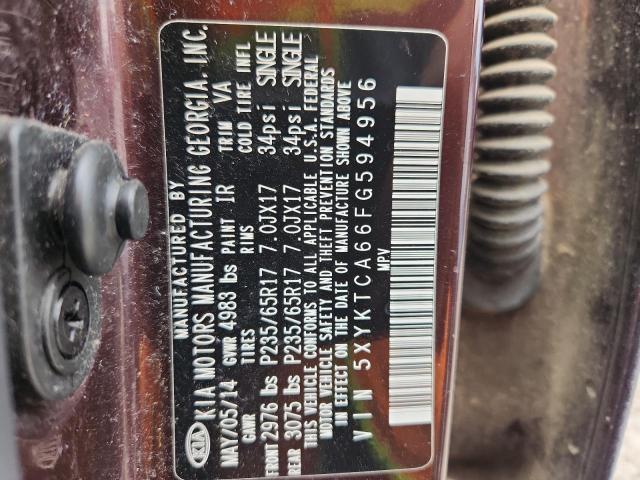 MANUFACTURED BY
KIA KIA MOTORS MANUFACTURING GEORGIA, INC.
MAY/05/14 GVWR 4983 lbs PAINT IR TRIM VA
GAWR TIRES RIMS COLD TIRE INFL
FRONT 2976 lbs P235/65R17 7.0JX17 34psi SINGLE
REAR 3075 lbs P235/65R17 7.0JX17 34psi SINGLE
THIS VEHICLE CONFORMS TO ALL APPLICABLE U.S.A. FEDERAL
MOTOR VEHICLE SAFETY AND THEFT PREVENTION STANDARDS
IN EFFECT ON THE DATE OF MANUFACTURE SHOWN ABOVE
VIN 5XYKTCA66FG594956
MPV